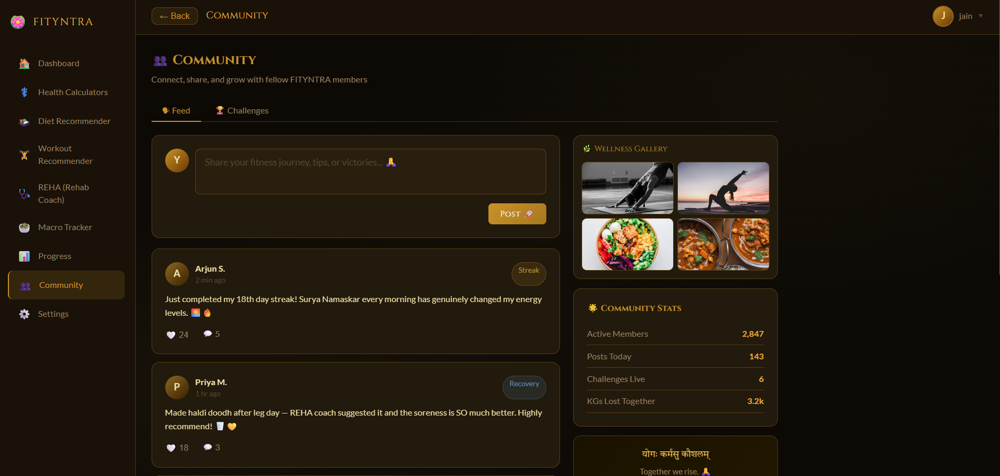 FITYNTRA
Dashboard
Health Calculators
Diet Recommender
Workout
Recommender
REHA (Rehab
Coach)
Macro Tracker
Progress
Community
Settings
← Back
Community
J
jain ▼
Community
Connect, share, and grow with fellow FITYNTRA members
Feed
Challenges
Y
Share your fitness journey, tips, or victories... 🙏
Post 🚀
A
Arjun S.
2 min ago
Streak
Just completed my 18th day streak! Surya Namaskar every morning has genuinely changed my energy
levels. 🌅 🔥
🤍 24
💬 5
P
Priya M.
1 hr ago
Recovery
Made haldi doodh after leg day — REHA coach suggested it and the soreness is SO much better. Highly
recommend! 🥛 💛
🤍 18
💬 3
🌿 Wellness Gallery
🌟 Community Stats
Active Members 2,847
Posts Today 143
Challenges Live 6
KGs Lost Together 3.2k
योगः कर्मसु कौशलम्
Together we rise. 🙏